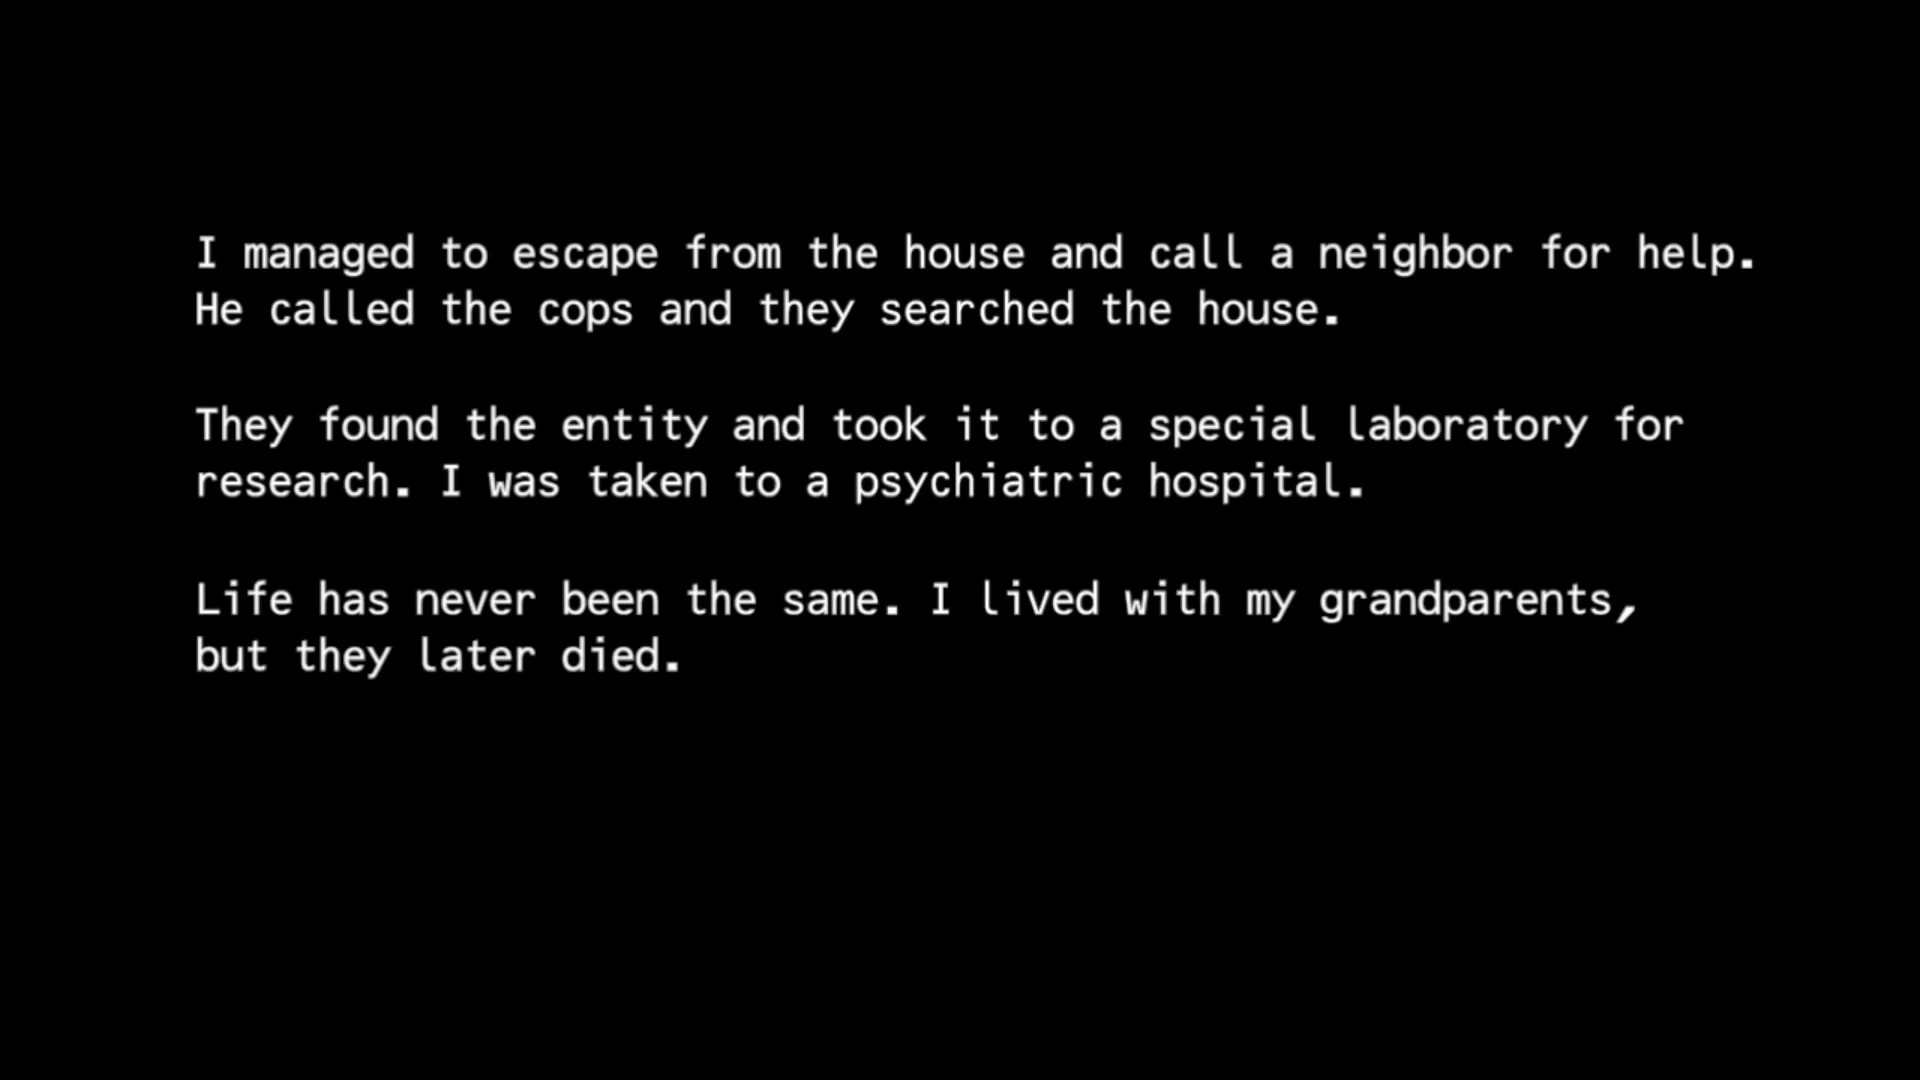 I managed to escape from the house and call a neighbor for help.
He called the cops and they searched the house.
They found the entity and took it to a special laboratory for
research. I was taken to a psychiatric hospital.
Life has never been the same. I lived with my grandparents,
but they later died.